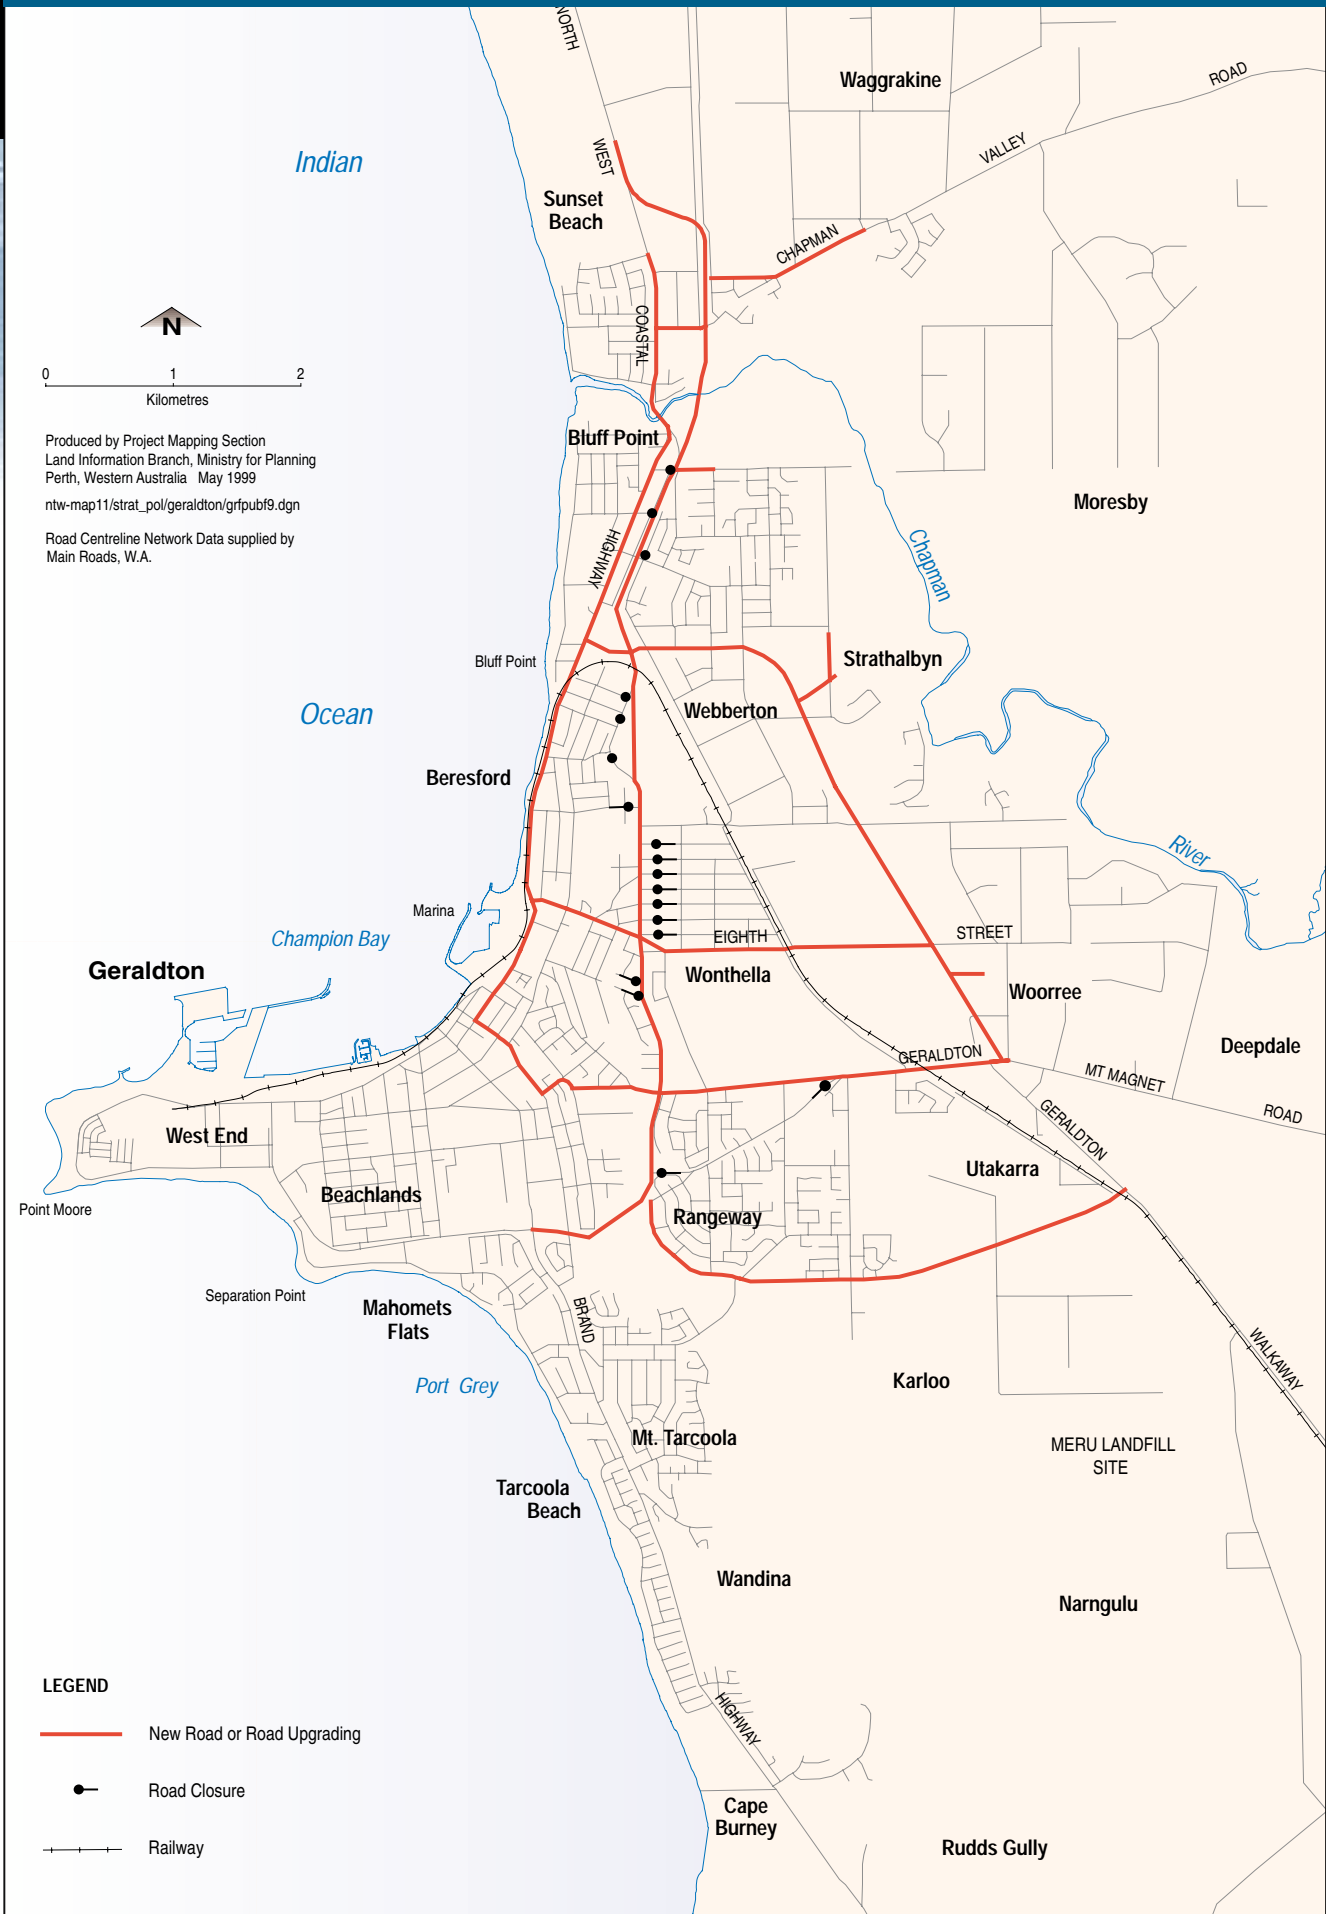 NORTH
Waggrakine
ROAD
VALLEY
WEST
Indian
Sunset
Beach
CHAPMAN
COASTAL
N
0 1 2
Kilometres
Produced by Project Mapping Section
Land Information Branch, Ministry for Planning
Perth, Western Australia May 1999
ntw-map11/strat_pol/geraldton/grfpubf9.dgn
Road Centreline Network Data supplied by
Main Roads, W.A.
Bluff Point
Moresby
HIGHWAY
Chapman
Bluff Point
Strathalbyn
Ocean
Webberton
Beresford
River
Marina
Champion Bay
EIGHTH
STREET
Geraldton
Wonthella
Woorree
Deepdale
GERALDTON
MT MAGNET
ROAD
GERALDTON
West End
Utakarra
Beachlands
Point Moore
Rangeway
Separation Point
Mahomets
Flats
BRAND
WALKAWAY
Port Grey
Karloo
Mt. Tarcoola
MERU LANDFILL
SITE
Tarcoola
Beach
Wandina
Narngulu
LEGEND
New Road or Road Upgrading
Road Closure
Railway
HIGHWAY
Cape
Burney
Rudds Gully